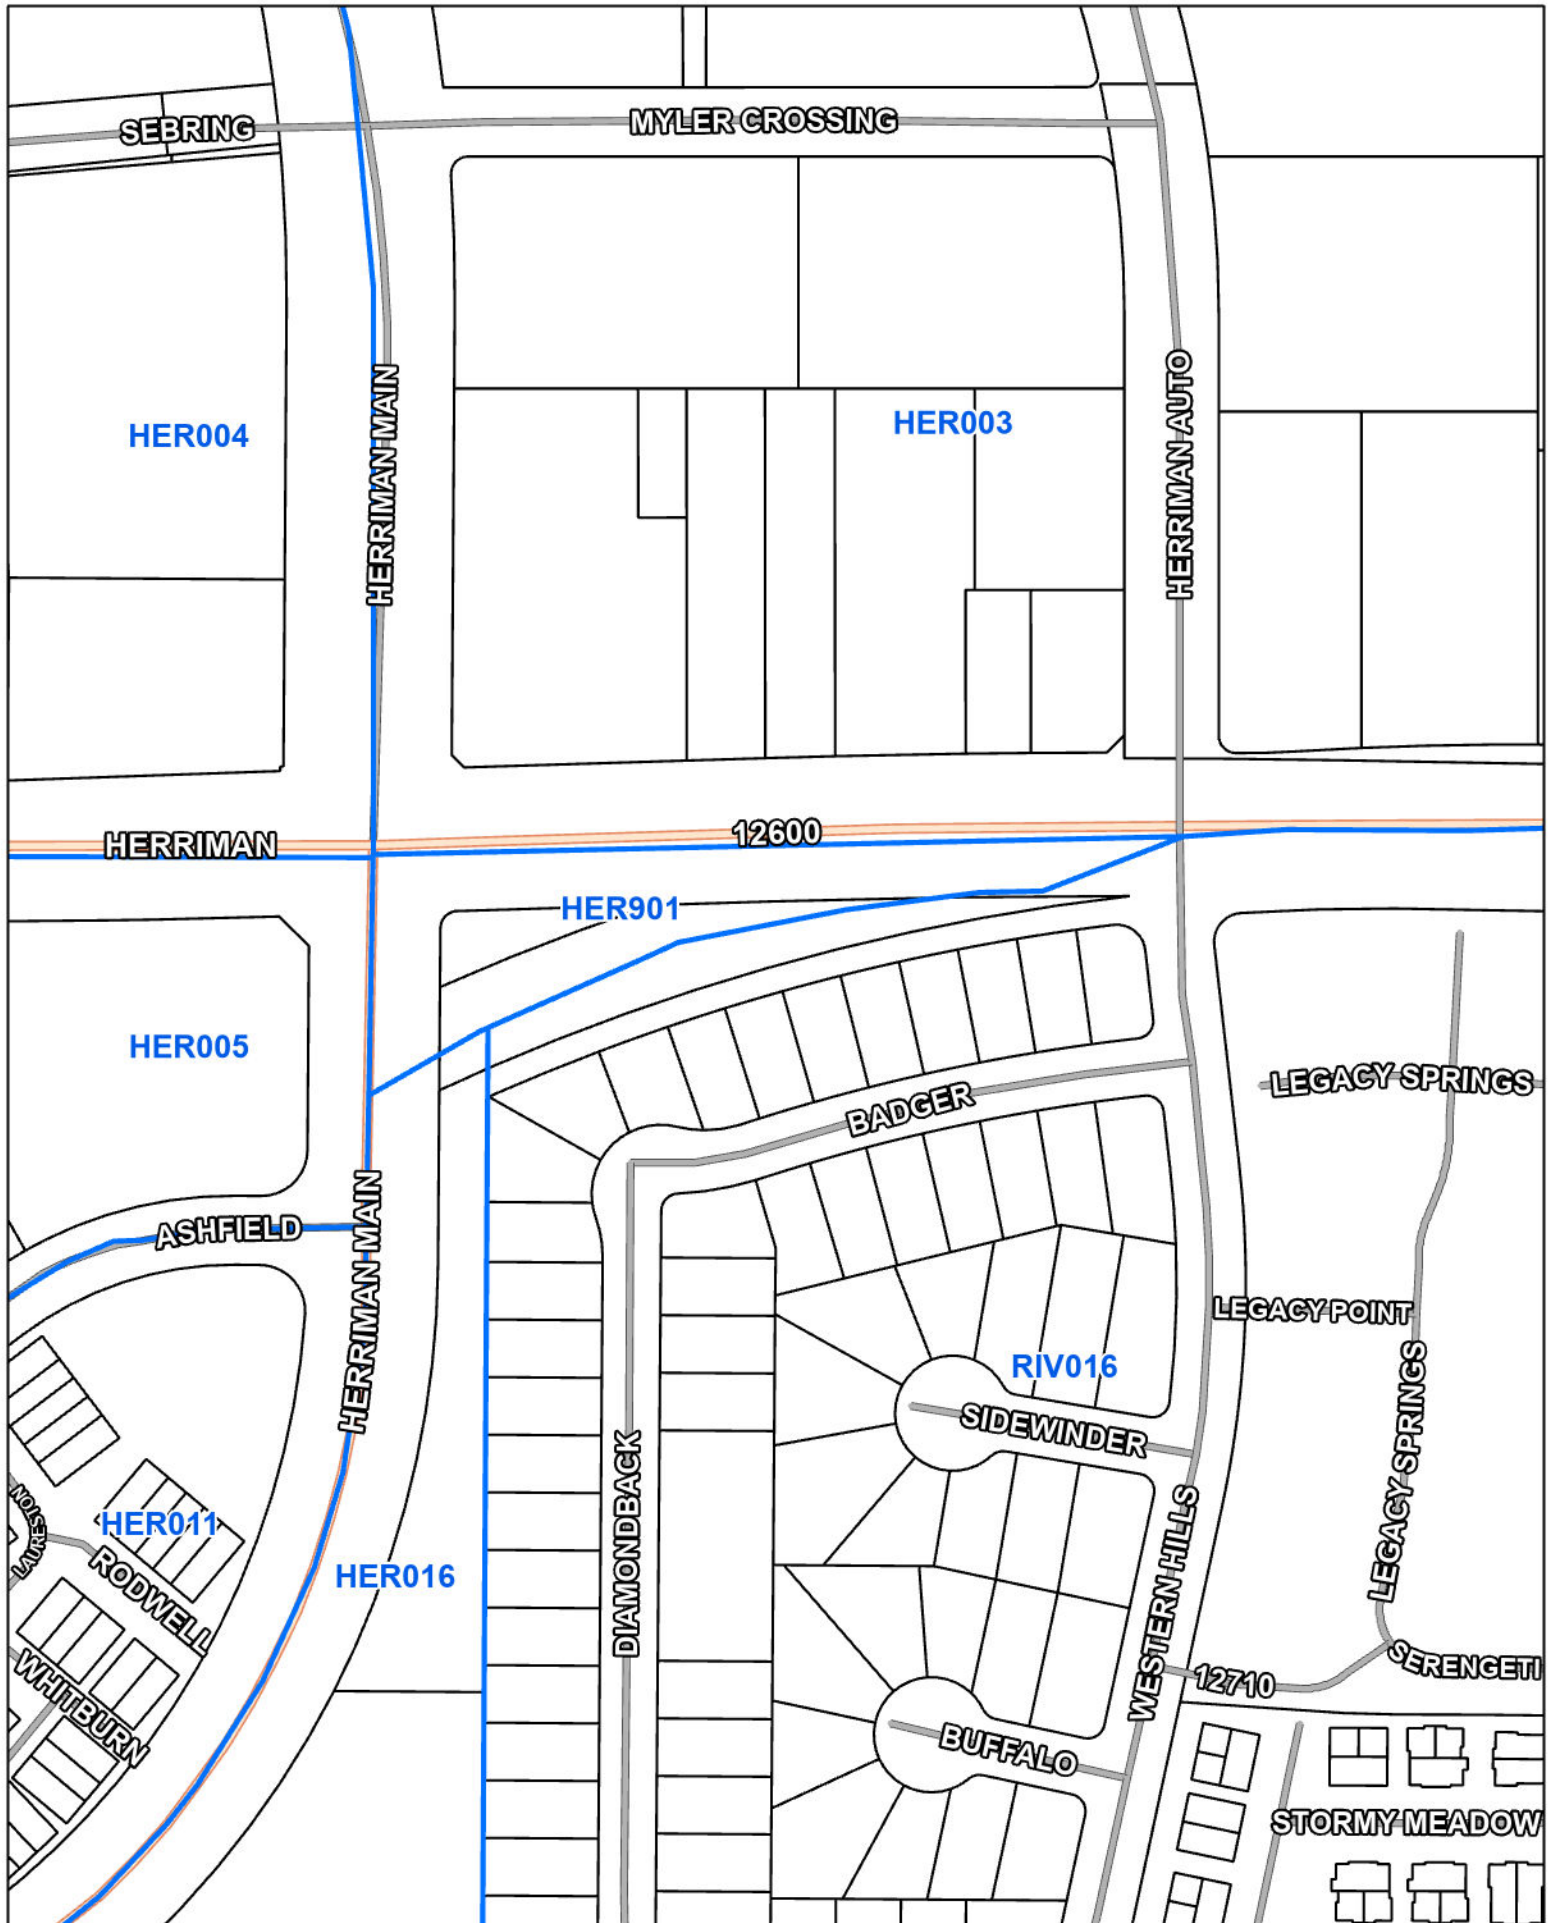 SEBRING
MYLER CROSSING
HERRIMAN MAIN
HERRIMAN AUTO
HER004
HER003
HERRIMAN
12600
HER901
HER005
LEGACY SPRINGS
BADGER
ASHFIELD
HERRIMAN MAIN
LEGACY POINT
RIV016
LEGACY SPRINGS
SIDEWINDER
DIAMONDBACK
WESTERN HILLS
LAURESTON
HER011
RODWELL
HER016
SERENGETI
12710
WHITBURN
BUFFALO
STORMY MEADOW